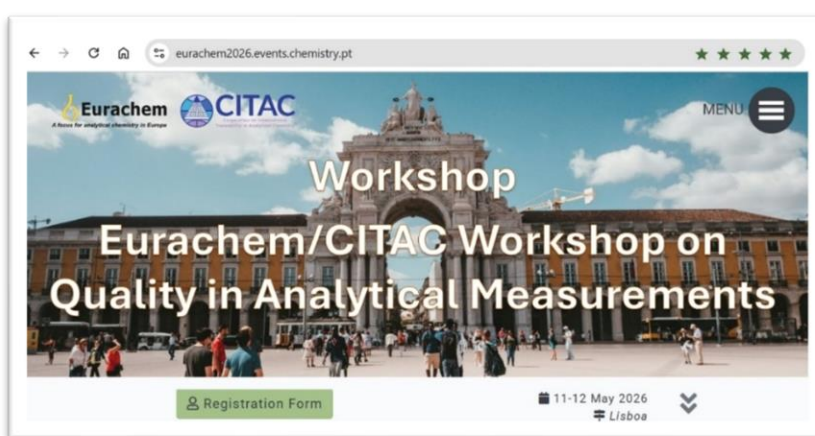 eurachem2026.events.chemistry.pt
Eurachem
A focus for analytical chemistry in Europe
CITAC
MENU
Workshop
Eurachem/CITAC Workshop on
Quality in Analytical Measurements
Registration Form
11-12 May 2026
Lisboa